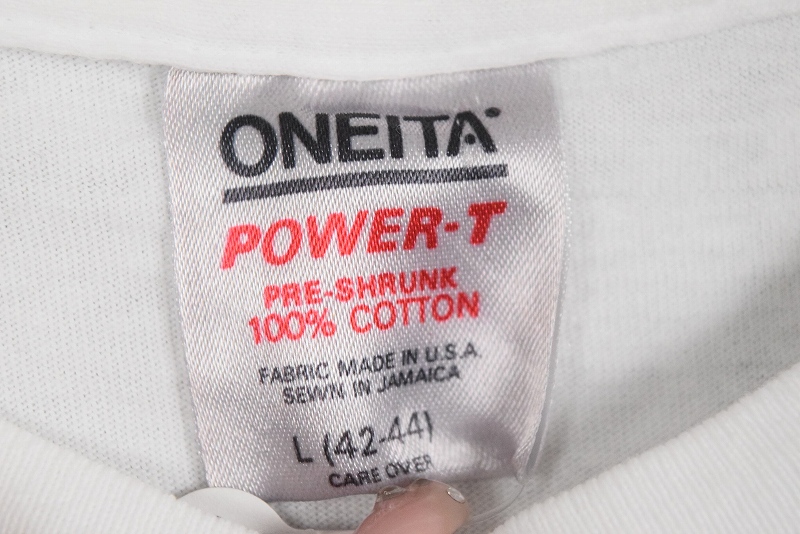 ONEITA
POWER-T
PRE-SHRUNK
100% COTTON
FABRIC MADE IN U.S.A.
SEWN IN JAMAICA
L (42-44)
CARE OVER